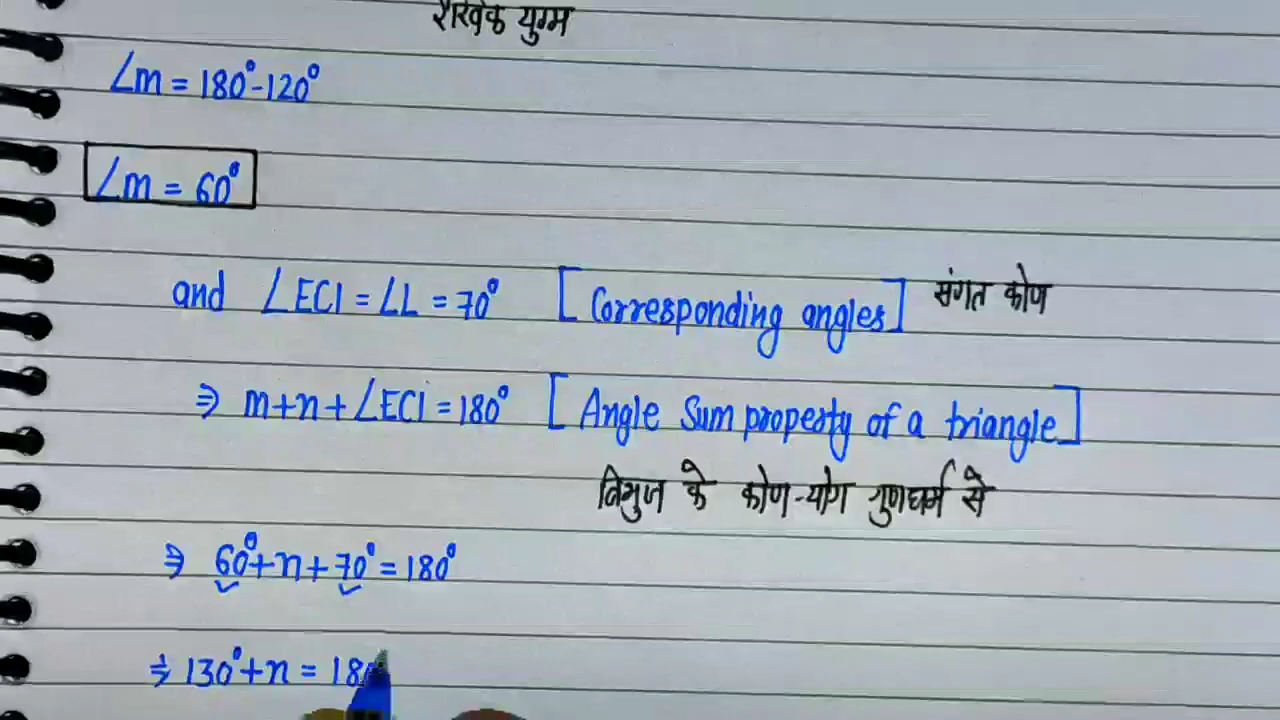 रैखिक युग्म
∠m = 180°-120°
∠m = 60°
and ∠ECI = ∠L = 70° [Corresponding angles] संगत कोण
⇒ m+n+∠ECI = 180° [Angle Sum property of a triangle]
त्रिभुज के कोण-योग गुणधर्म से
⇒ 60°+n+70° = 180°
⇒ 130°+n = 180